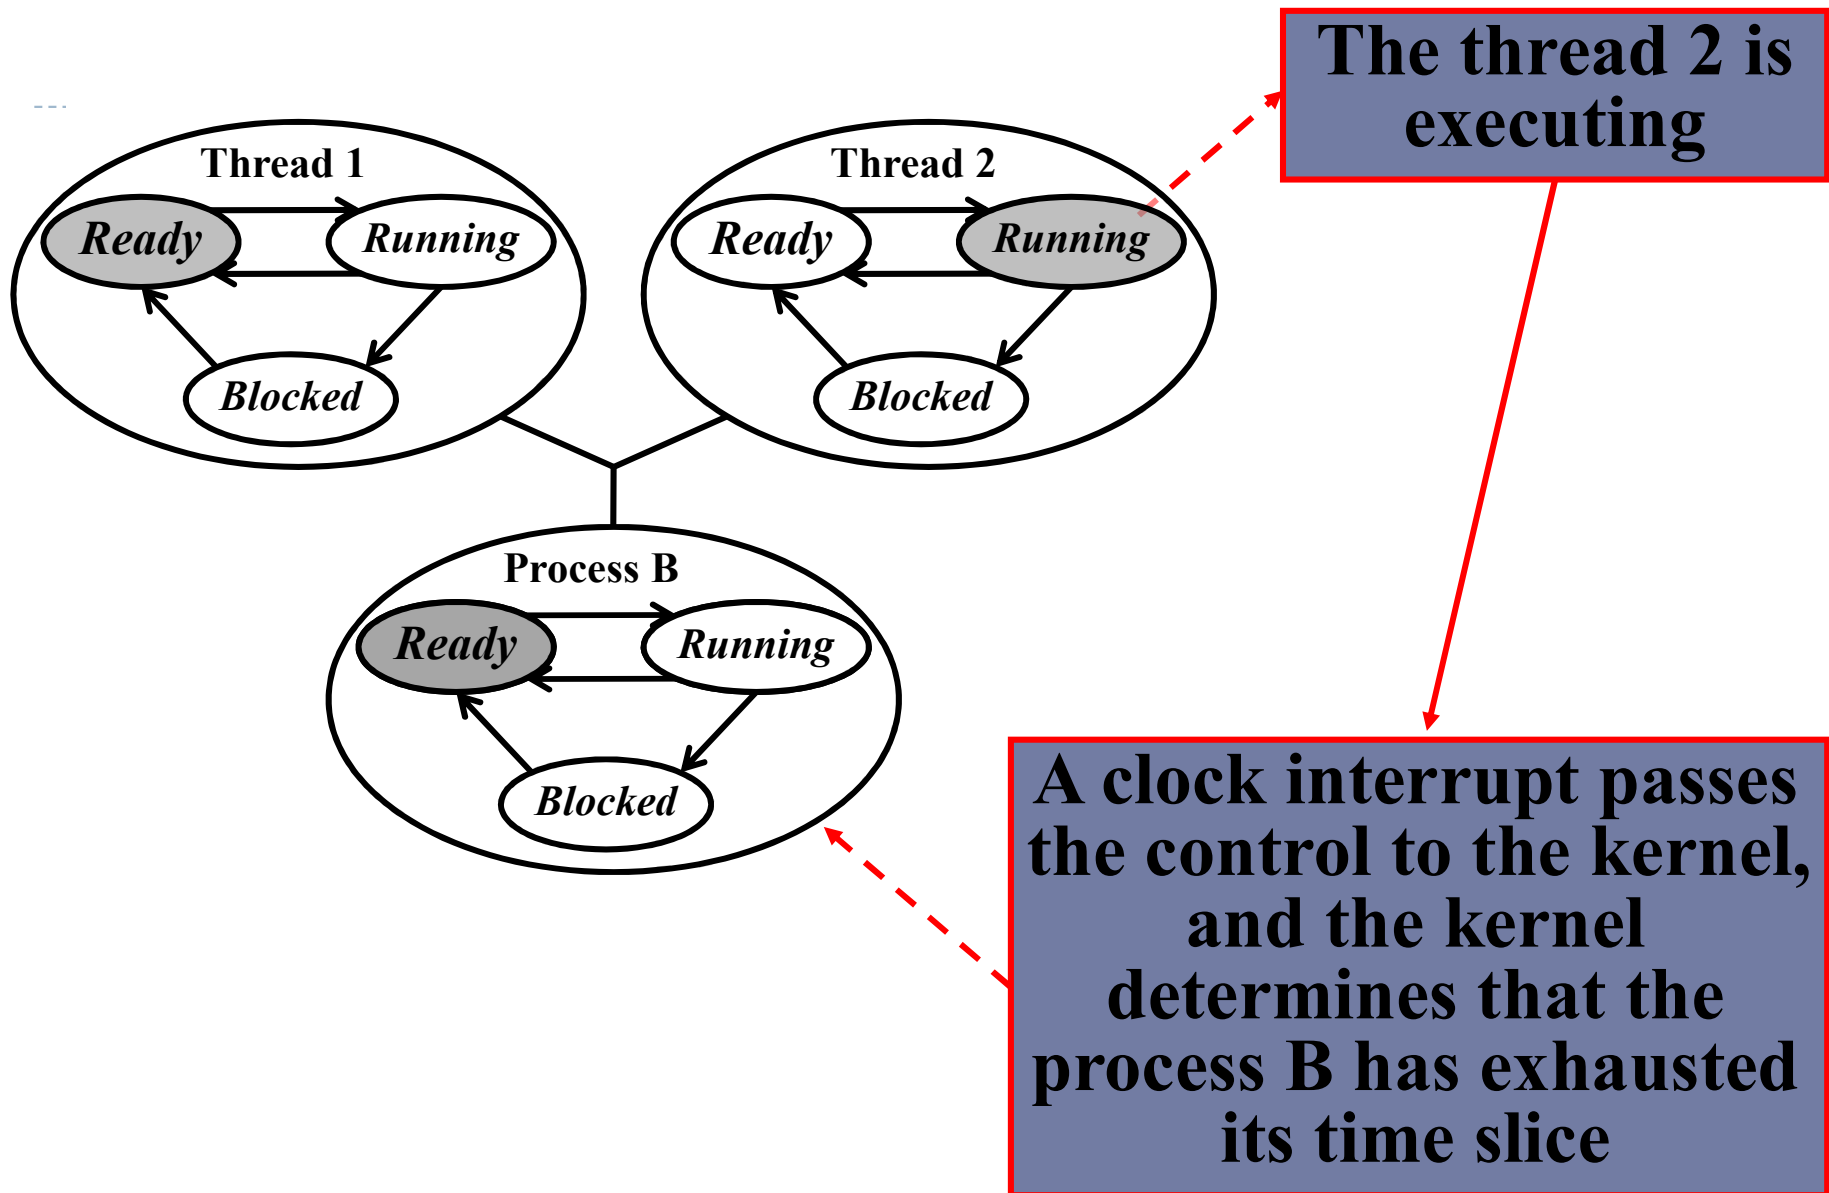 The thread 2 is
executing
Thread 1
Ready
Running
Blocked
Thread 2
Ready
Running
Blocked
Process B
Ready
Running
Blocked
A clock interrupt passes
the control to the kernel,
and the kernel
determines that the
process B has exhausted
its time slice